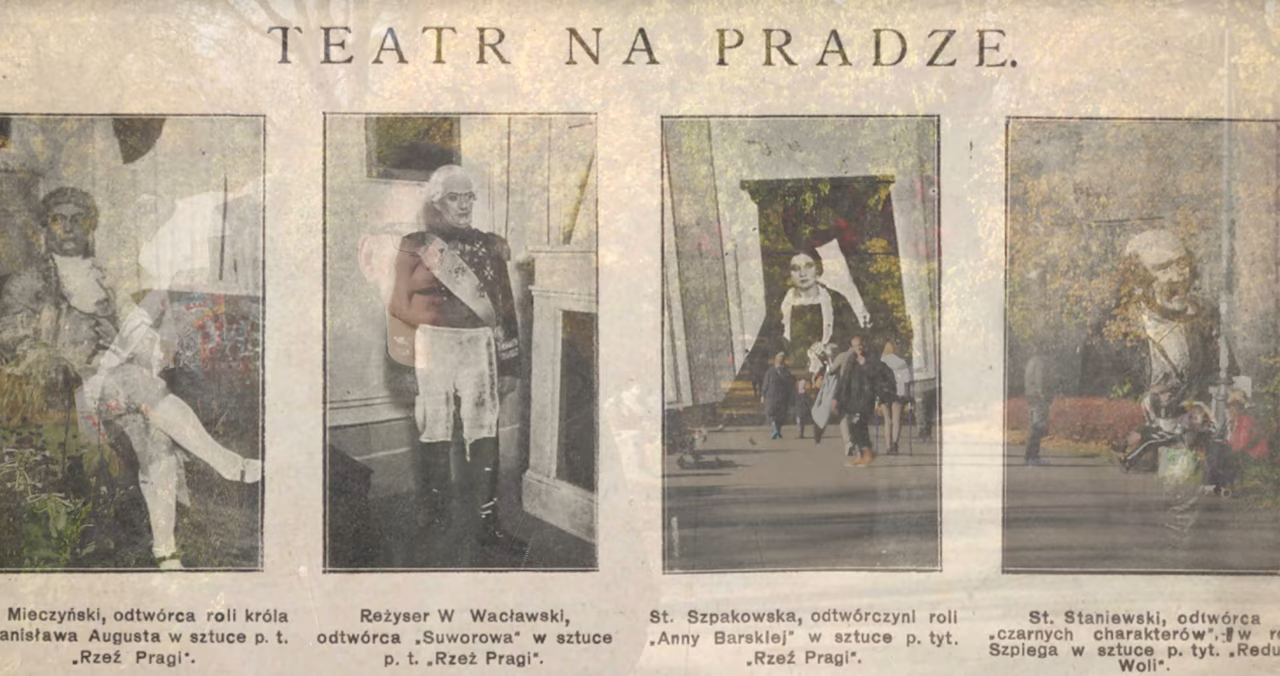 TEATR NA PRADZE.
Mieczyński, odtwórca roli króla
anisława Augusta w sztuce p. t.
„Rzeź Pragi".
Reżyser W Wacławski,
odtwórca „Suworowa" w sztuce
p. t. „Rzeż Pragi".
St. Szpakowska, odtwórczyni roli
„Anny Barskiej" w sztuce p. tyt.
„Rzeź Pragi".
St. Staniewski, odtwórca
„czarnych charakterów", w r
Szpiega w sztuce p. tyt. „Redu
Woli".